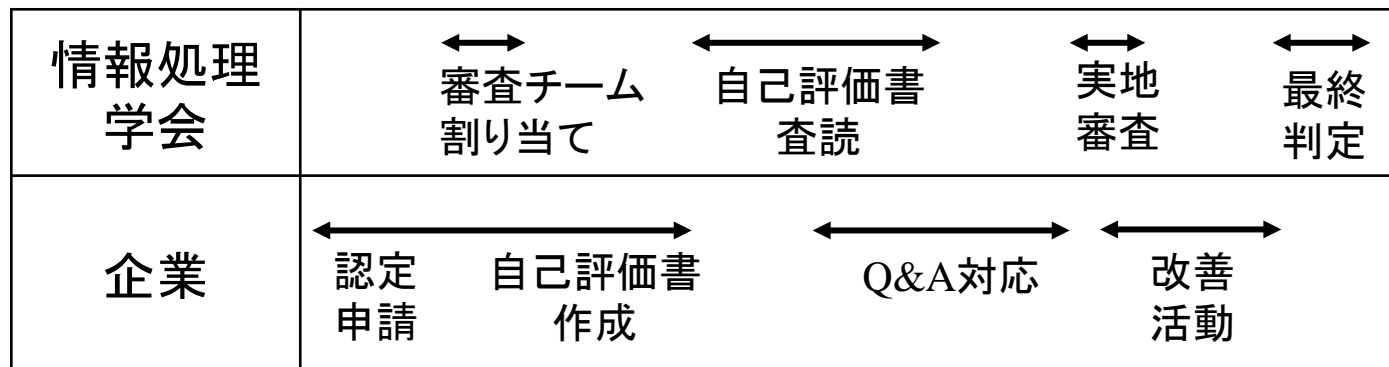 情報処理
学会
審査チーム
割り当て
自己評価書
査読
実地
審査
最終
判定
企業
認定
申請
自己評価書
作成
Q&A対応
改善
活動